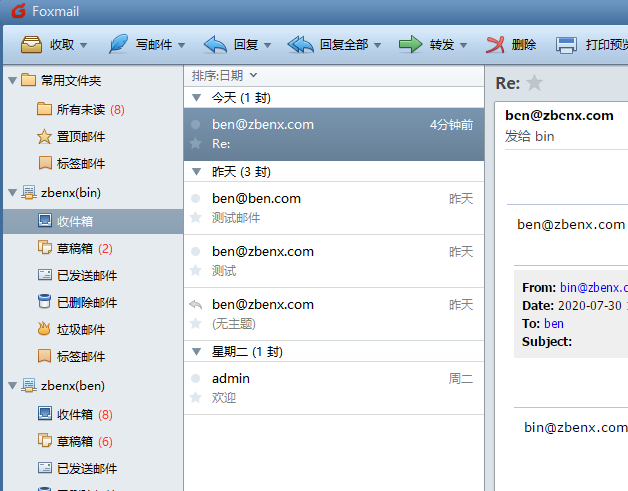 Foxmail
收取 写邮件 回复 回复全部 转发 删除 打印预览
常用文件夹
所有未读 (8)
置顶邮件
标签邮件
zbenx(bin)
收件箱
草稿箱 (2)
已发送邮件
已删除邮件
垃圾邮件
标签邮件
zbenx(ben)
收件箱 (8)
草稿箱 (6)
已发送邮件
排序:日期
今天 (1 封)
ben@zbenx.com 4分钟前
Re:
昨天 (3 封)
ben@ben.com 昨天
测试邮件
ben@zbenx.com 昨天
测试
ben@zbenx.com 昨天
(无主题)
星期二 (1 封)
admin 周二
欢迎
Re:
ben@zbenx.com
发给 bin
ben@zbenx.com
From: bin@zbenx.c
Date: 2020-07-30
To: ben
Subject:
bin@zbenx.com